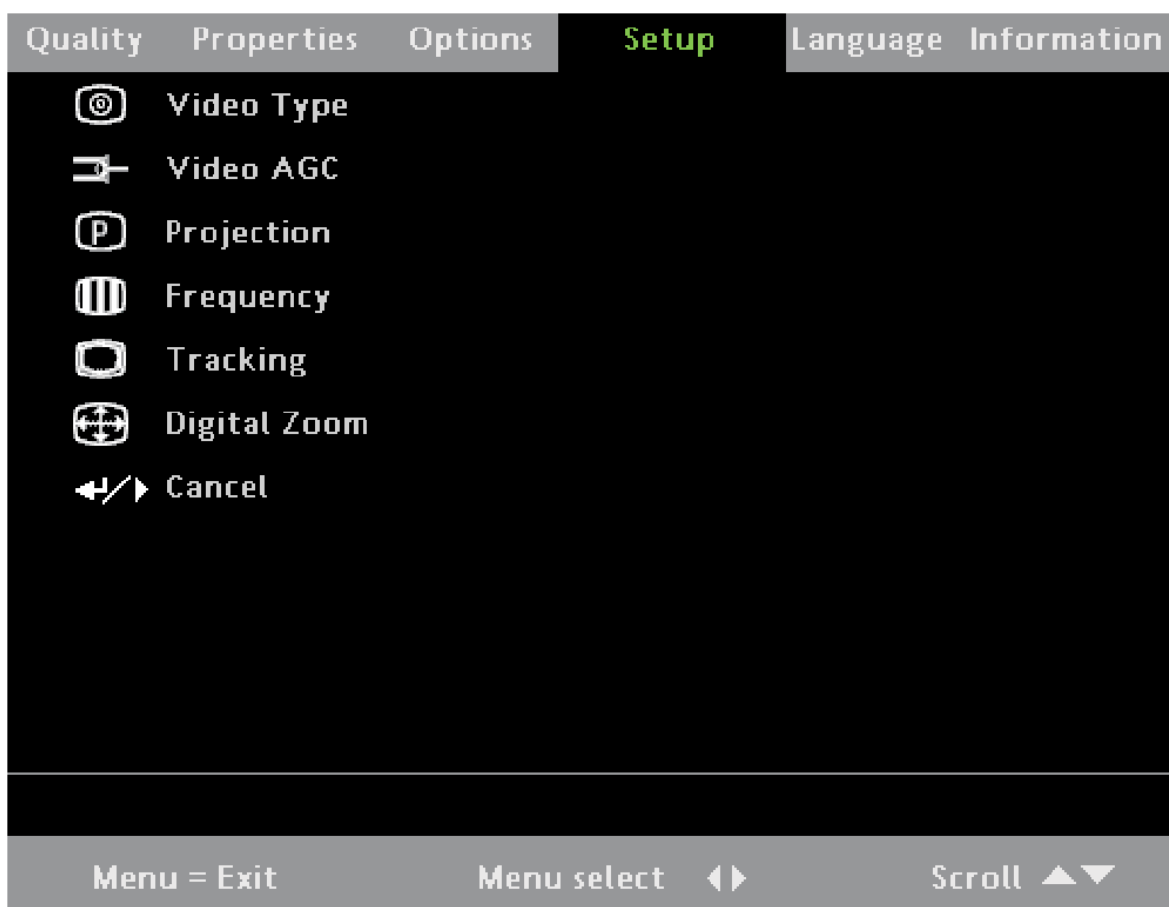 Quality Properties Options Setup Language Information
Video Type
Video AGC
P Projection
Frequency
Tracking
Digital Zoom
Cancel
Menu = Exit Menu select Scroll